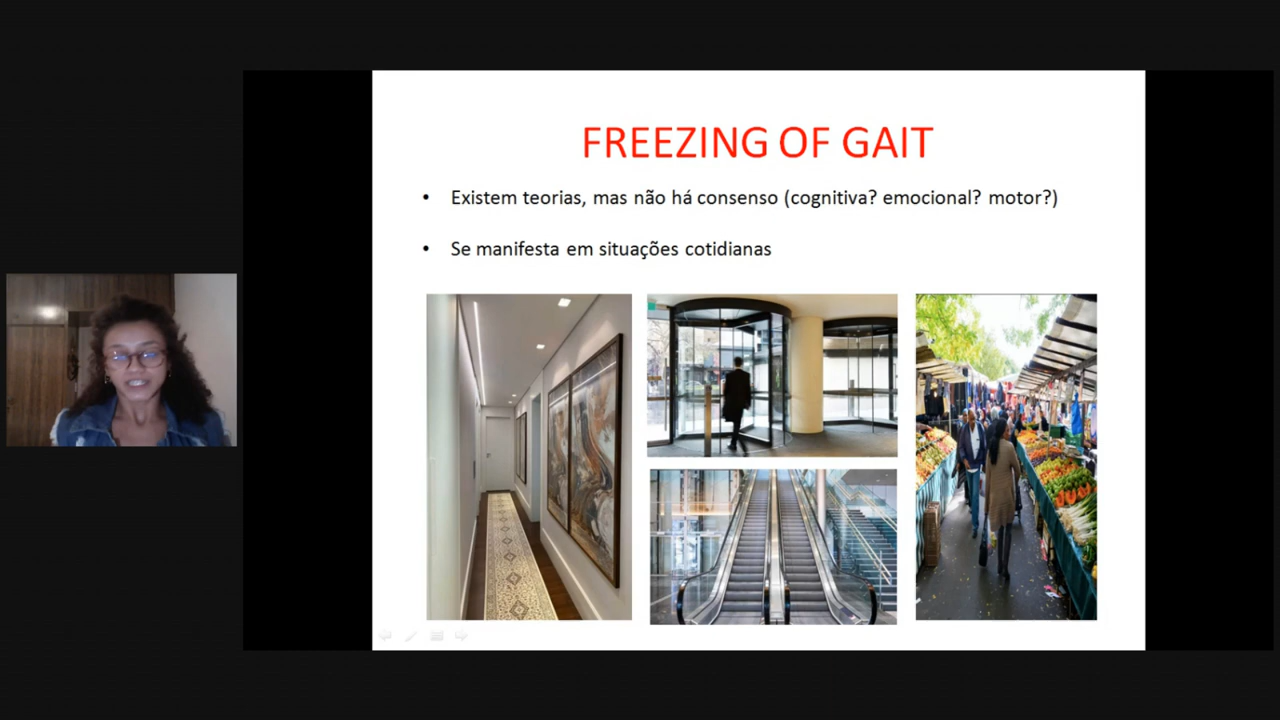 FREEZING OF GAIT
• Existem teorias, mas não há consenso (cognitiva? emocional? motor?)
• Se manifesta em situações cotidianas